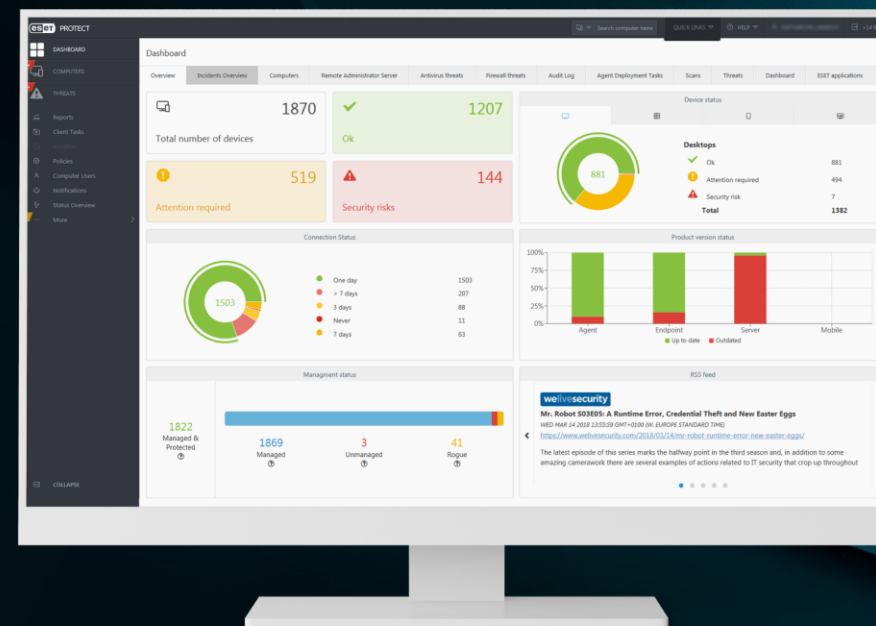 eset PROTECT
Search computer name
QUICK LINKS
HELP
DASHBOARD
COMPUTERS
THREATS
Reports
Client Tasks
Policies
Computer Users
Notifications
Status Overview
More
COLLAPSE
Dashboard
Overview
Incidents Overview
Computers
Remote Administrator Server
Antivirus threats
Firewall threats
Audit Log
Agent Deployment Tasks
Scans
Threats
Dashboard
ESET applications
1870
Total number of devices
1207
Ok
519
Attention required
144
Security risks
Device status
881
Desktops
Ok 881
Attention required 494
Security risk 7
Total 1382
Connection Status
1503
One day 1503
> 7 days 207
3 days 88
Never 11
7 days 63
Product version status
100%
75%
50%
25%
0%
Agent
Endpoint
Server
Mobile
Up to date
Outdated
Managment status
1822
Managed &
Protected
1869
Managed
3
Unmanaged
41
Rogue
RSS feed
welivesecurity
Mr. Robot S03E05: A Runtime Error, Credential Theft and New Easter Eggs
WED MAR 14 2018 13:55:59 GMT+0100 (W. EUROPE STANDARD TIME)
https://www.welivesecurity.com/2018/03/14/mr-robot-runtime-error-new-easter-eggs/
The latest episode of this series marks the halfway point in the third season and, in addition to some
amazing camerawork there are several examples of actions related to IT security that crop up throughout